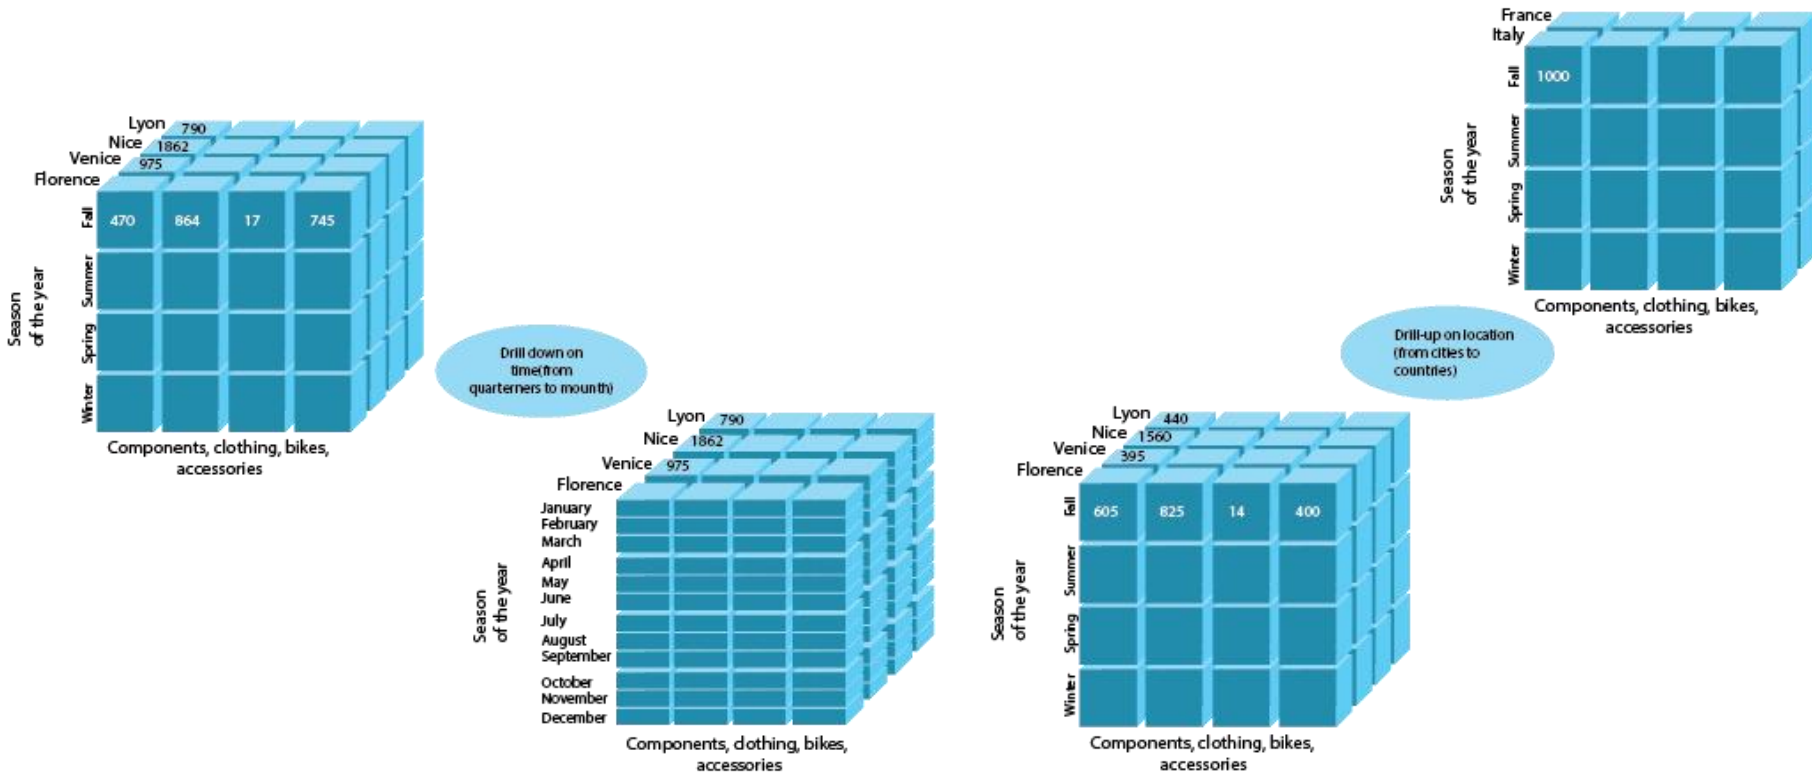 Lyon 790
Nice 1862
Venice 975
Florence
Fall 470 864 17 745
Summer
Spring
Winter
Season
of the year
Components, clothing, bikes,
accessories
Drill down on
time(from
quarterners to mounth)
Lyon 790
Nice 1862
Venice 975
Florence
January
February
March
April
May
June
July
August
September
October
November
December
Season
of the year
Components, clothing, bikes,
accessories
Lyon 440
Nice 1560
Venice 395
Florence
Fall 605 825 14 400
Summer
Spring
Winter
Season
of the year
Components, clothing, bikes,
accessories
Drill-up on location
(from cities to
countries)
France
Italy
Fall 1000
Summer
Spring
Winter
Season
of the year
Components, clothing, bikes,
accessories